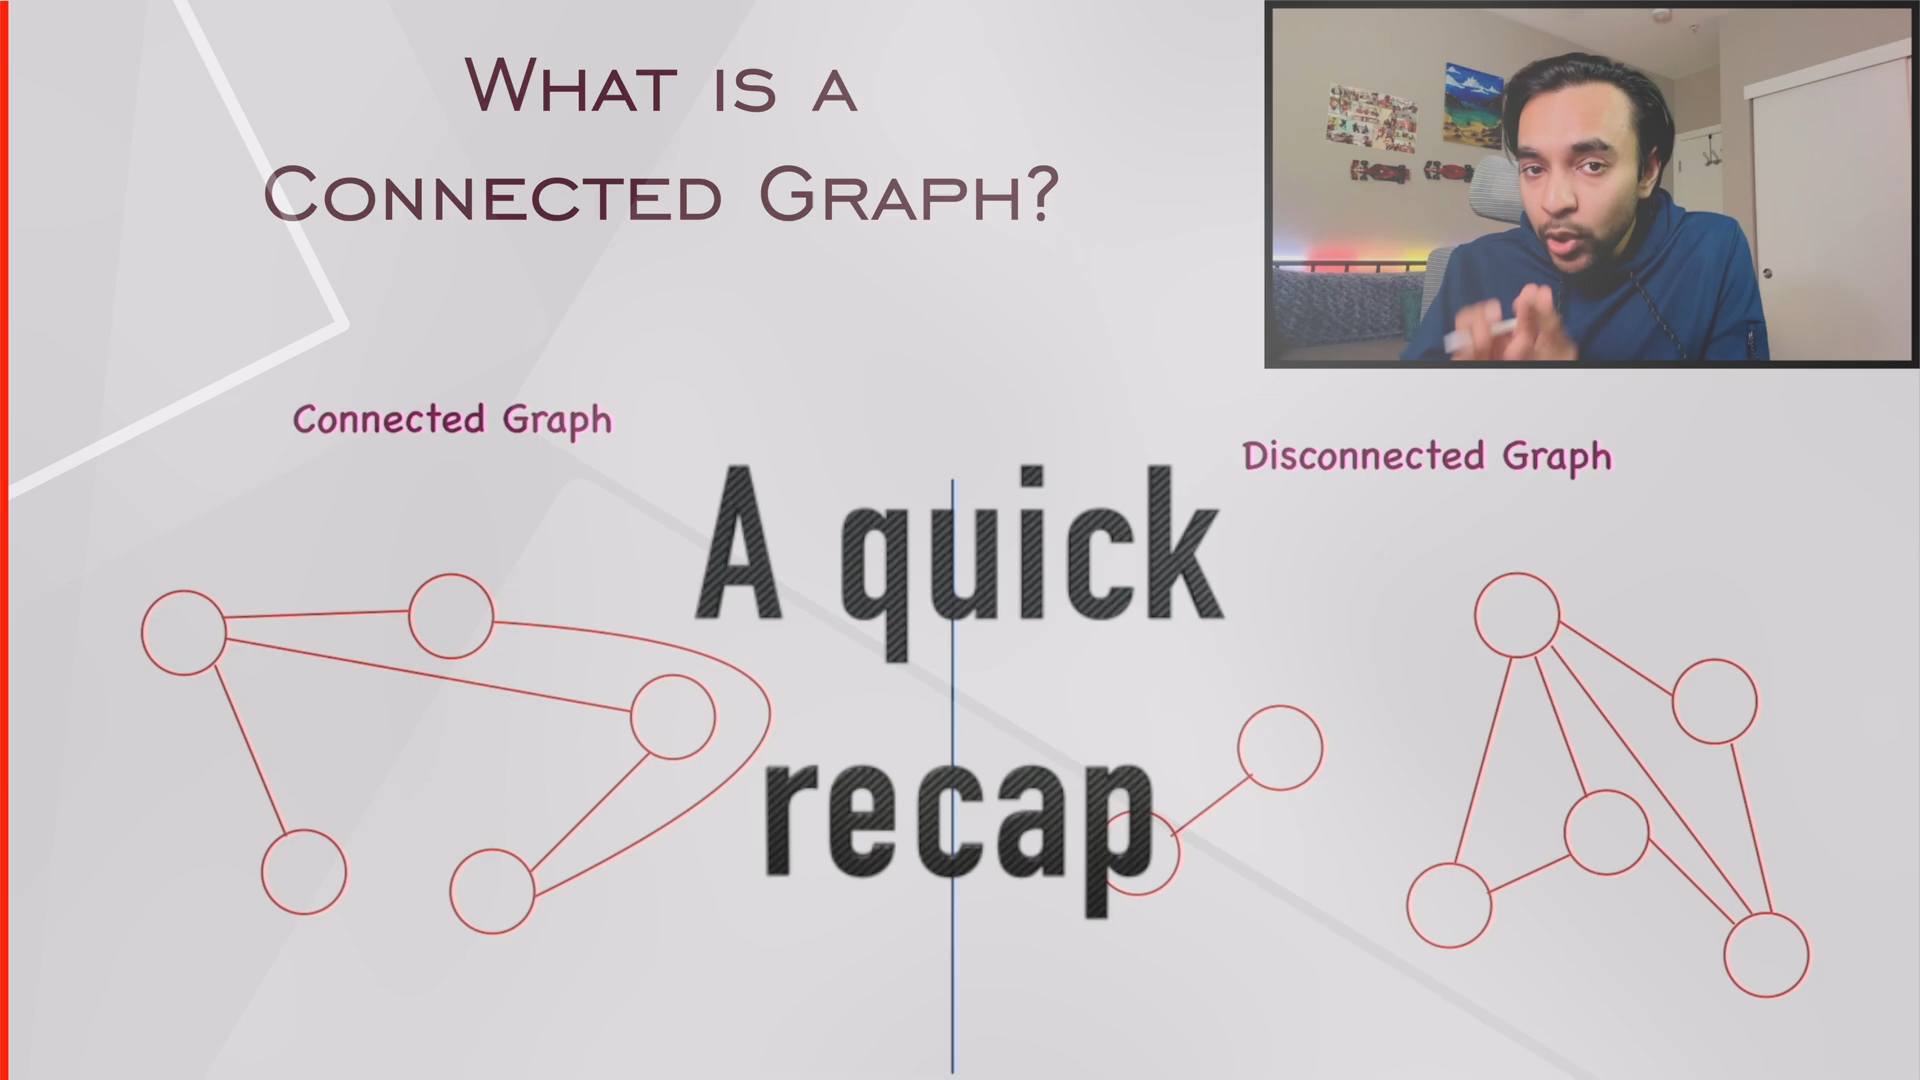 What is a
Connected Graph?
Connected Graph
Disconnected Graph
A quick
recap